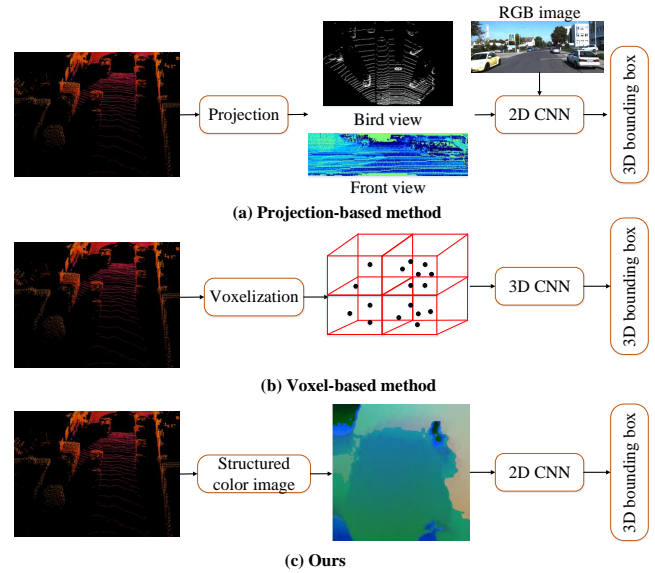 RGB image
Projection
Bird view
Front view
2D CNN
3D bounding box
(a) Projection-based method
Voxelization
3D CNN
3D bounding box
(b) Voxel-based method
Structured
color image
2D CNN
3D bounding box
(c) Ours